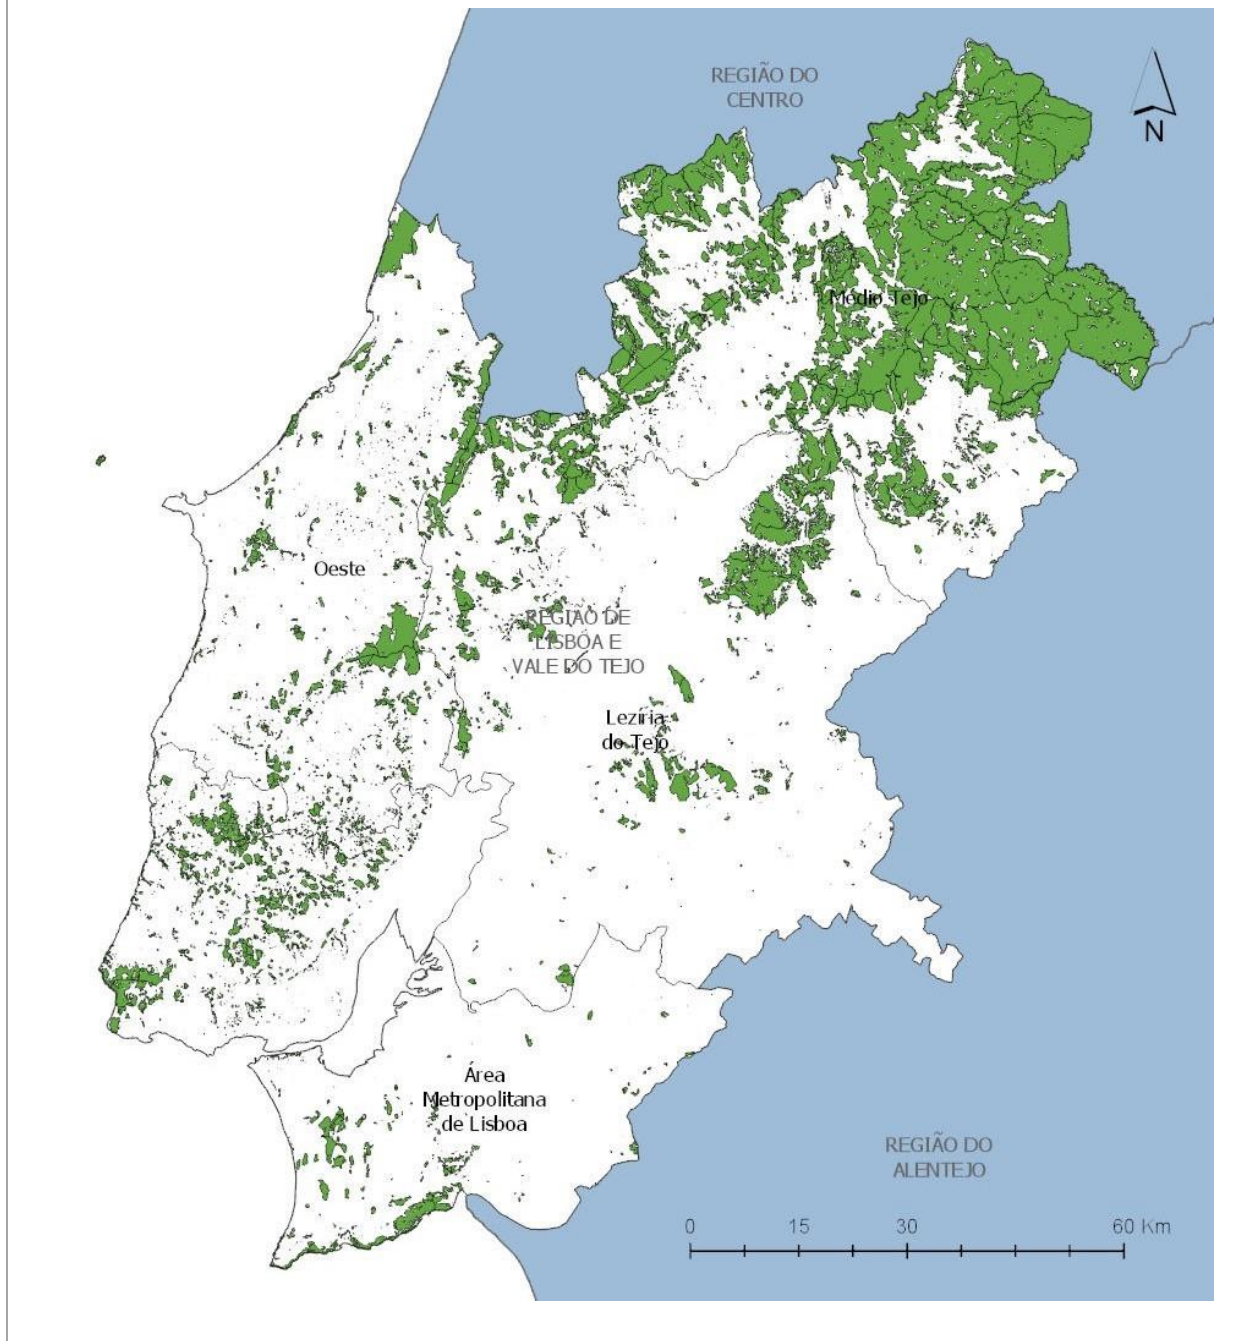 REGIÃO DO
CENTRO
N
Médio Tejo
Oeste
REGIÃO DE
LISBOA E
VALE DO TEJO
Lezíria
do Tejo
Área
Metropolitana
de Lisboa
REGIÃO DO
ALENTEJO
0 15 30 60 Km